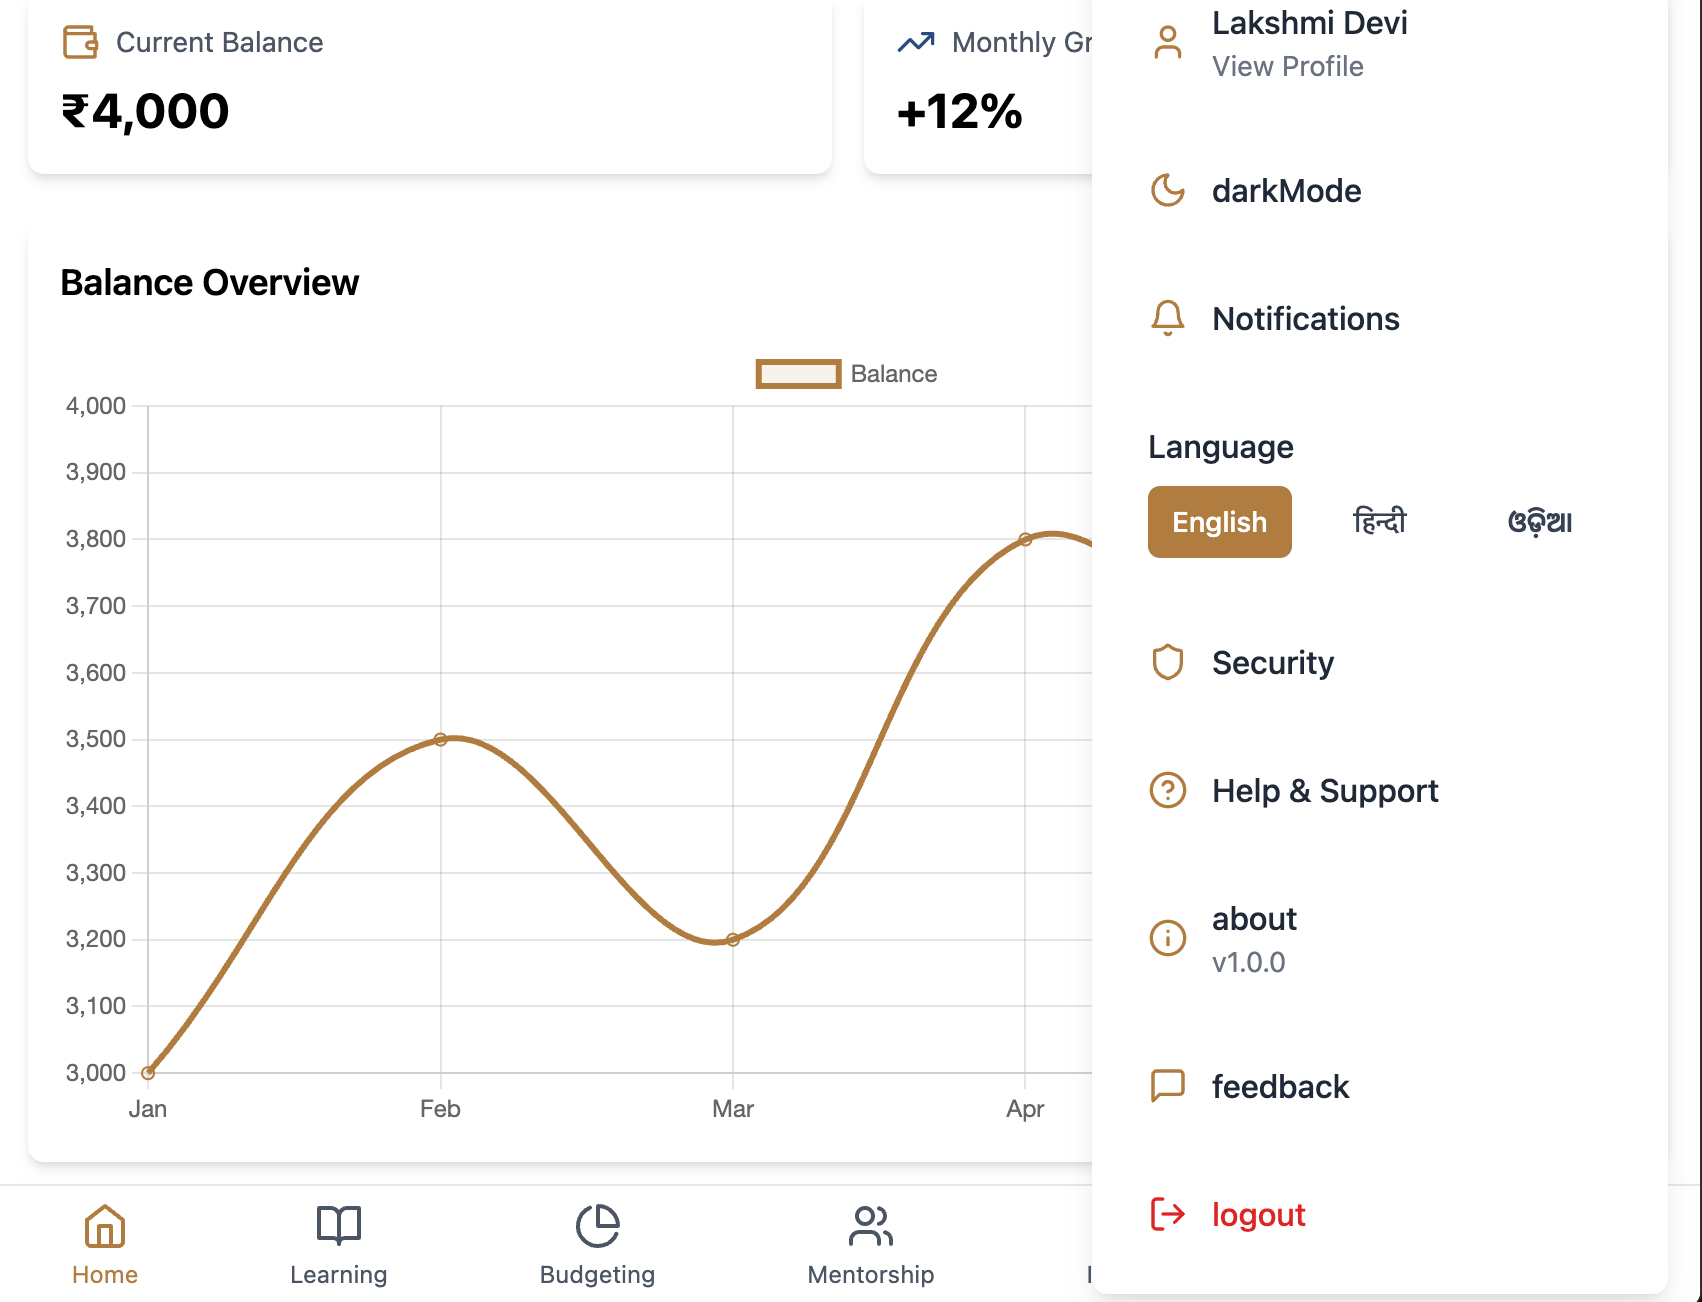 Current Balance
₹4,000
Monthly Gr
+12%
Balance Overview
Balance
4,000
3,900
3,800
3,700
3,600
3,500
3,400
3,300
3,200
3,100
3,000
Jan Feb Mar Apr
Home Learning Budgeting Mentorship
Lakshmi Devi
View Profile
darkMode
Notifications
Language
English हिन्दी ଓଡ଼ିଆ
Security
Help & Support
about
v1.0.0
feedback
logout